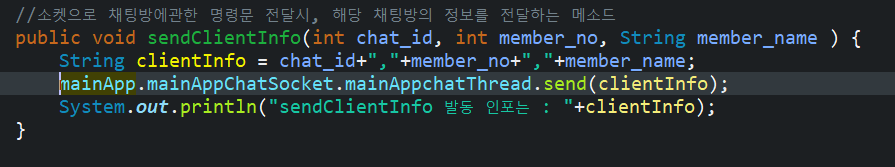 //소켓으로 채팅방에관한 명령문 전달시, 해당 채팅방의 정보를 전달하는 메소드
public void sendClientInfo(int chat_id, int member_no, String member_name ) {
String clientInfo = chat_id+","+member_no+","+member_name;
mainApp.mainAppChatSocket.mainAppchatThread.send(clientInfo);
System.out.println("sendClientInfo 발동 인포는 : "+clientInfo);
}